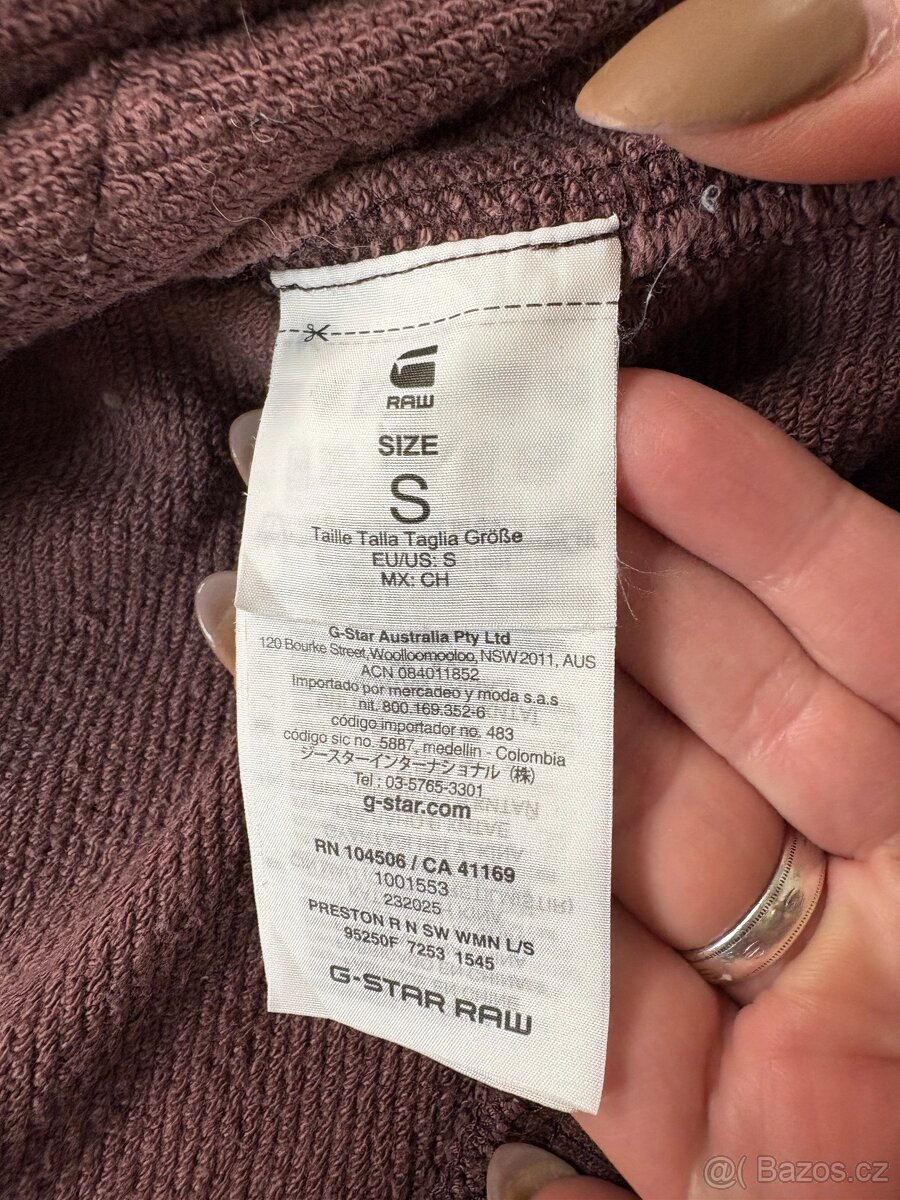 RAW
SIZE
S
Taille Talla Taglia Größe
EU/US: S
MX: CH
G-Star Australia Pty Ltd
120 Bourke Street, Woolloomooloo, NSW 2011, AUS
ACN 084011852
Importado por mercadeo y moda s.a.s
nit. 800.169.352-6
código importador no. 483
código sic no. 5887, medellin - Colombia
ジースターインターナショナル（株）
Tel : 03-5765-3301
g-star.com
RN 104506 / CA 41169
1001553
232025
PRESTON R N SW WMN L/S
95250F 7253 1545
G-STAR RAW
@( Bazos.cz